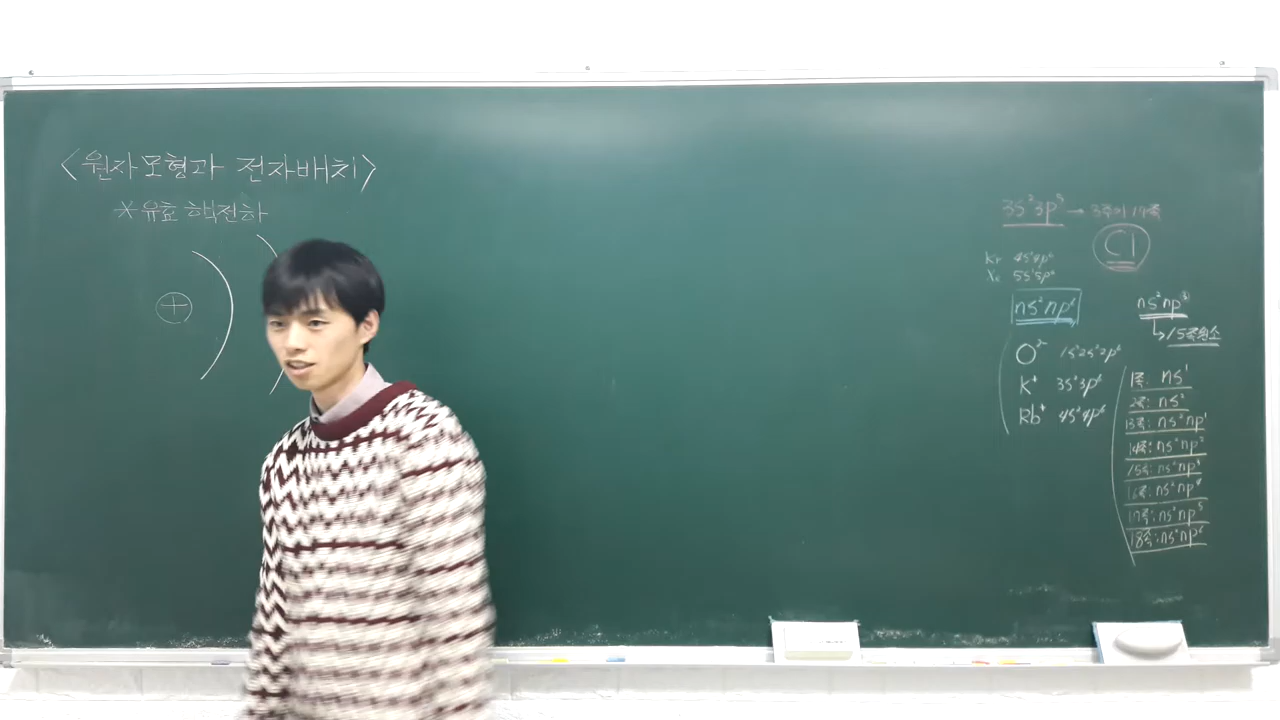 <원자모형과 전자배치>
*유효 핵전하
+
3s²3p⁵ → 3주기 17족
Cl
Kr 4s²4p⁶
Xe 5s²5p⁶
ns²np⁶
O²⁻ 1s²2s²2p⁶
K⁺ 3s²3p⁶
Rb⁺ 4s²4p⁶
ns²np³
↳15족원소
1족: ns¹
2족: ns²
13족: ns²np¹
14족: ns²np²
15족: ns²np³
16족: ns²np⁴
17족: ns²np⁵
18족: ns²np⁶